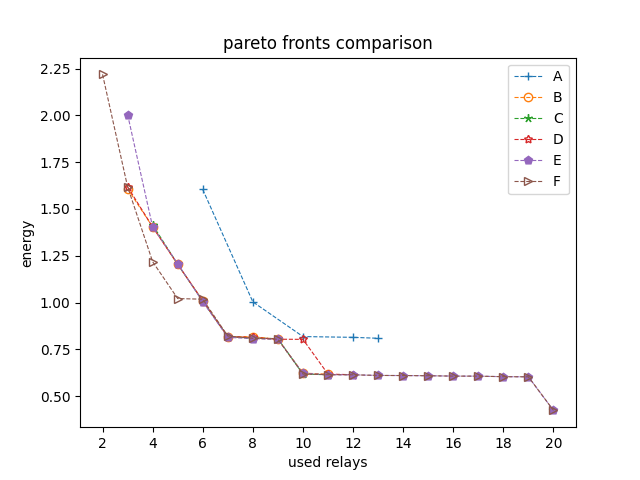 pareto fronts comparison
2.25
2.00
1.75
1.50
1.25
1.00
0.75
0.50
energy
A
B
C
D
E
F
2 4 6 8 10 12 14 16 18 20
used relays